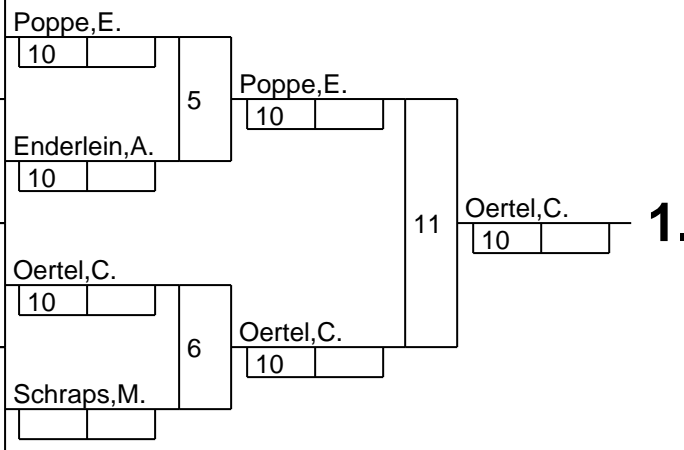 Poppe,E.
10
5
Poppe,E.
10
Enderlein,A.
10
11
Oertel,C.
10
1.
Oertel,C.
10
6
Oertel,C.
10
Schraps,M.